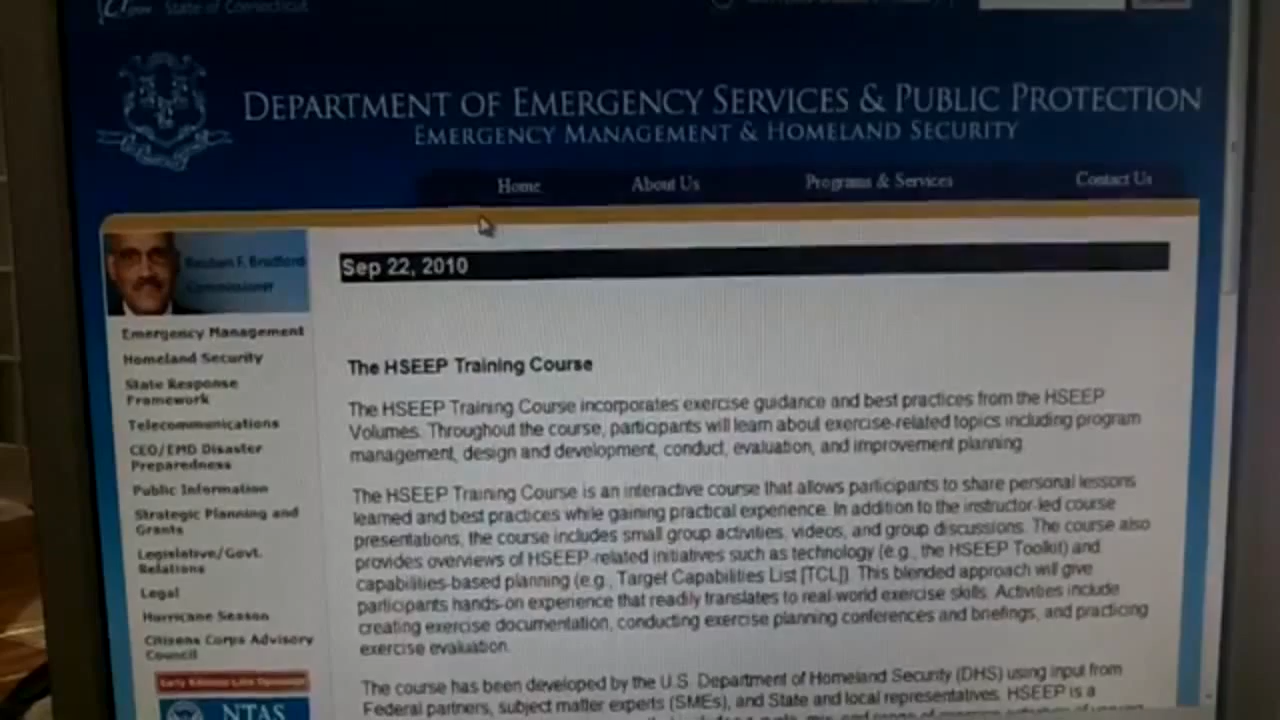 State of Connecticut
DEPARTMENT OF EMERGENCY SERVICES & PUBLIC PROTECTION
EMERGENCY MANAGEMENT & HOMELAND SECURITY
Home About Us Programs & Services Contact Us
Reuben F. Bradford
Commissioner
Emergency Management
Homeland Security
State Response
Framework
Telecommunications
CEO/EMD Disaster
Preparedness
Public Information
Strategic Planning and
Grants
Legislative/Govt.
Relations
Legal
Hurricane Season
Citizens Corps Advisory
Council
NTAS
Sep 22, 2010
The HSEEP Training Course
The HSEEP Training Course incorporates exercise guidance and best practices from the HSEEP
Volumes. Throughout the course, participants will learn about exercise-related topics including program
management, design and development, conduct, evaluation, and improvement planning.
The HSEEP Training Course is an interactive course that allows participants to share personal lessons
learned and best practices while gaining practical experience. In addition to the instructor-led course
presentations, the course includes small group activities, videos, and group discussions. The course also
provides overviews of HSEEP-related initiatives such as technology (e.g., the HSEEP Toolkit) and
capabilities-based planning (e.g., Target Capabilities List [TCL]). This blended approach will give
participants hands-on experience that readily translates to real-world exercise skills. Activities include
creating exercise documentation, conducting exercise planning conferences and briefings, and practicing
exercise evaluation.
The course has been developed by the U.S. Department of Homeland Security (DHS) using input from
Federal partners, subject matter experts (SMEs), and State and local representatives. HSEEP is a